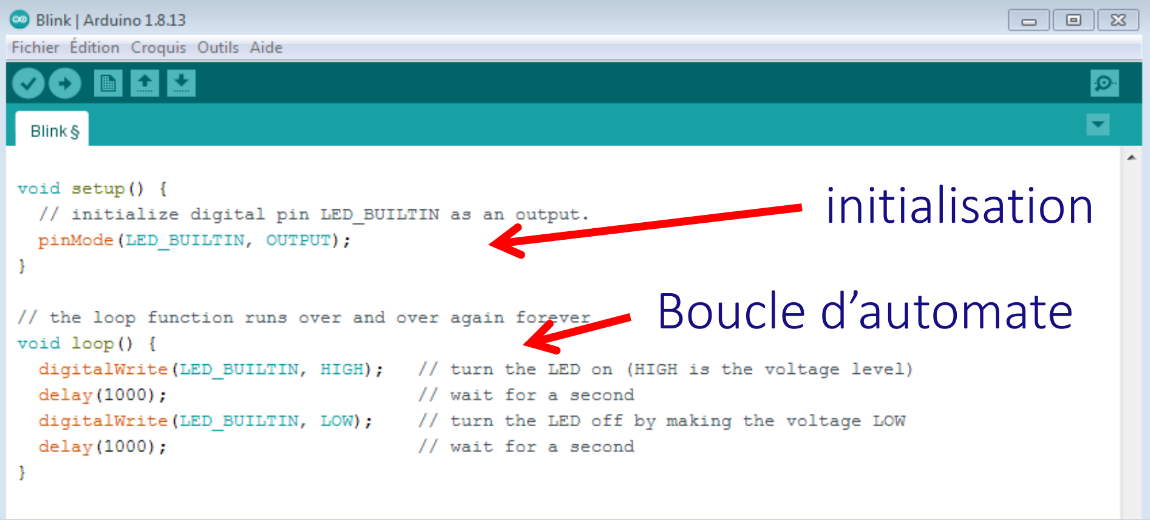 Blink | Arduino 1.8.13
Fichier Édition Croquis Outils Aide
Blink §
void setup() {
// initialize digital pin LED_BUILTIN as an output.
pinMode(LED_BUILTIN, OUTPUT);
}
initialisation
// the loop function runs over and over again forever
Boucle d’automate
void loop() {
digitalWrite(LED_BUILTIN, HIGH); // turn the LED on (HIGH is the voltage level)
delay(1000); // wait for a second
digitalWrite(LED_BUILTIN, LOW); // turn the LED off by making the voltage LOW
delay(1000); // wait for a second
}